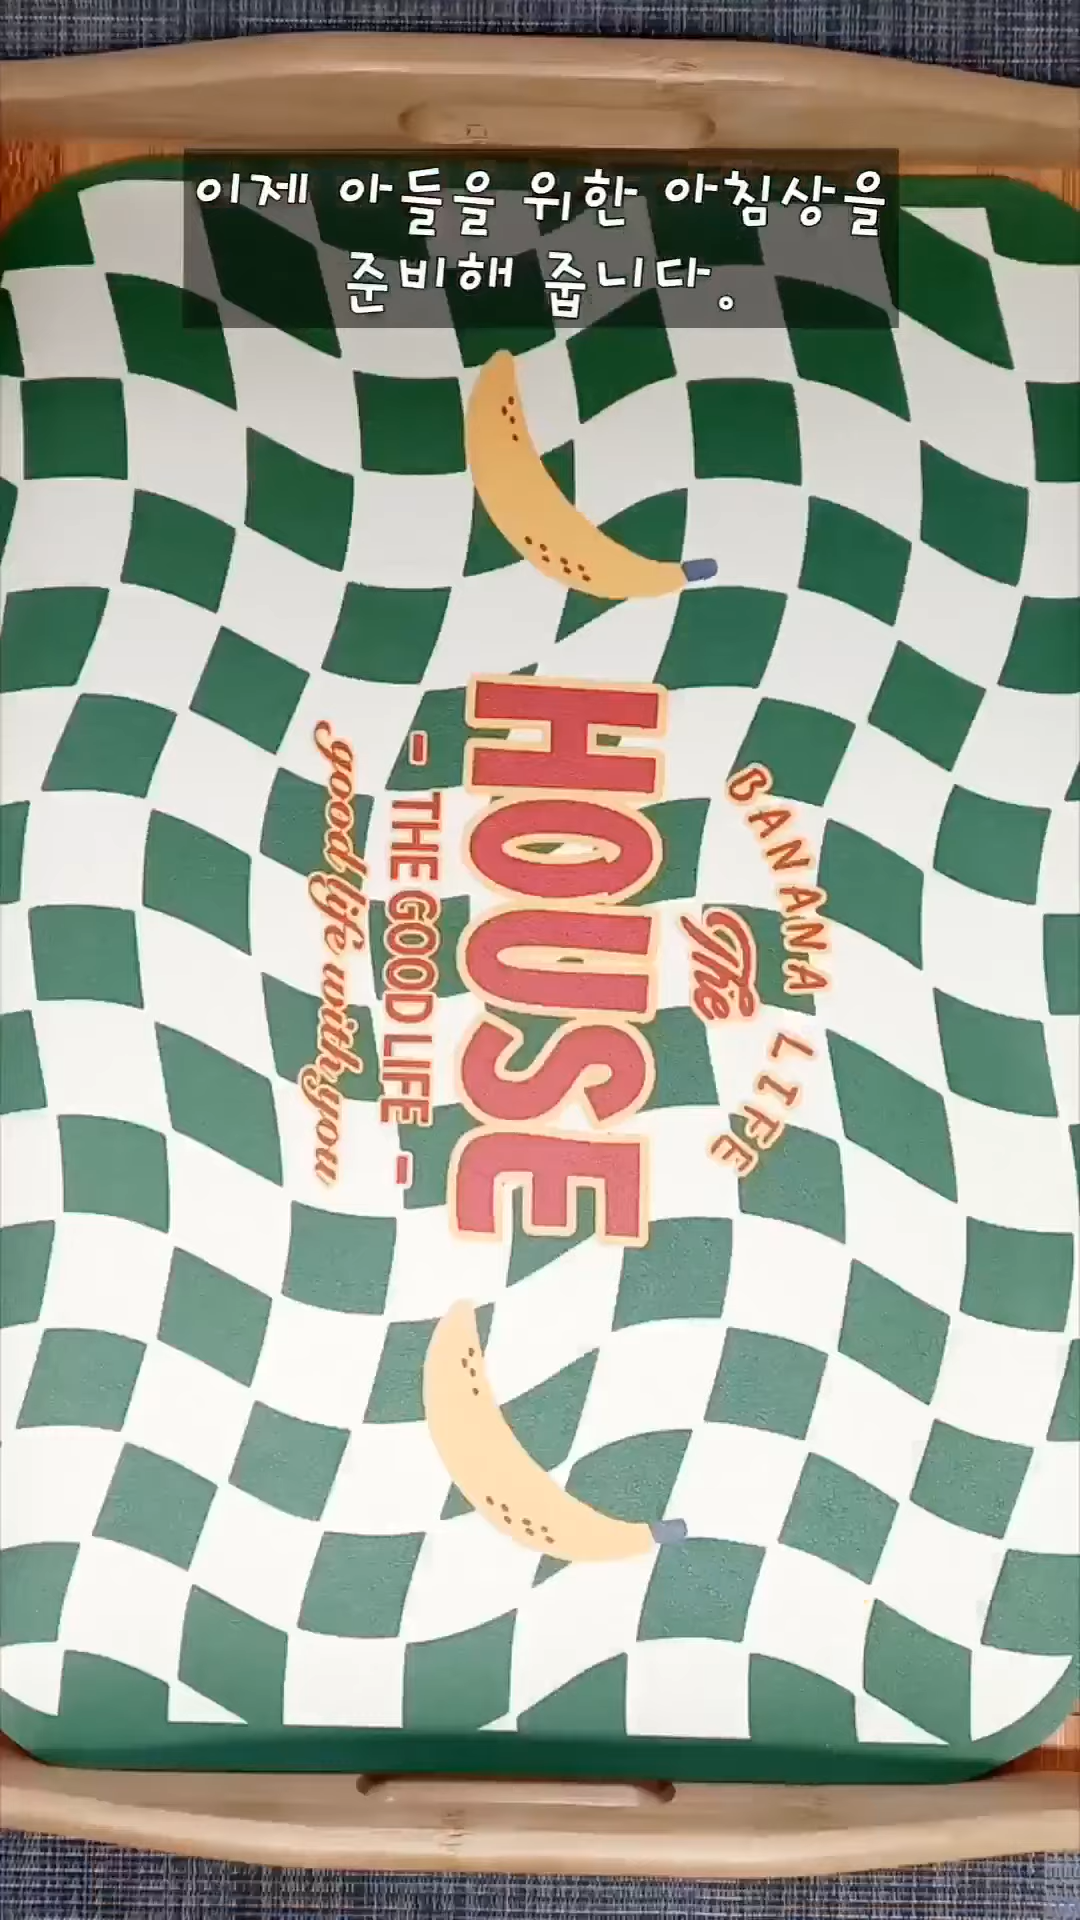 이제 아들을 위한 아침상을
준비해 줍니다.
BANANA LIFE
The
HOUSE
- THE GOOD LIFE -
good life with you